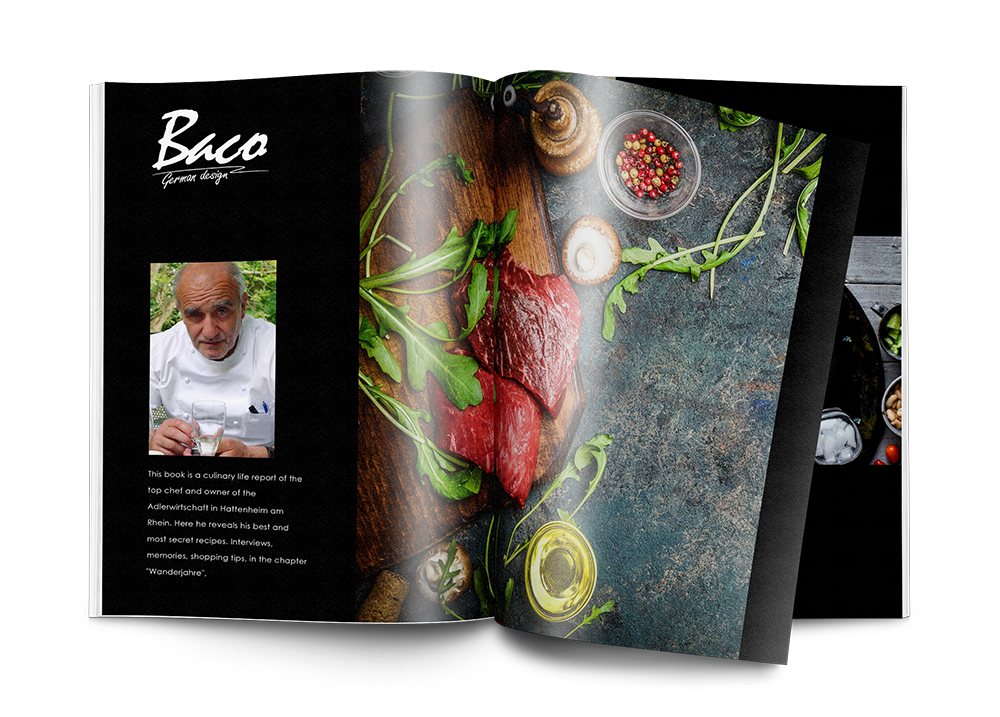 Baco
German design
This book is a culinary life report of the
top chef and owner of the
Adlerwirtschaft in Hattenheim am
Rhein. Here he reveals his best and
most secret recipes. Interviews,
memories, shopping tips, in the chapter
"Wanderjahre",